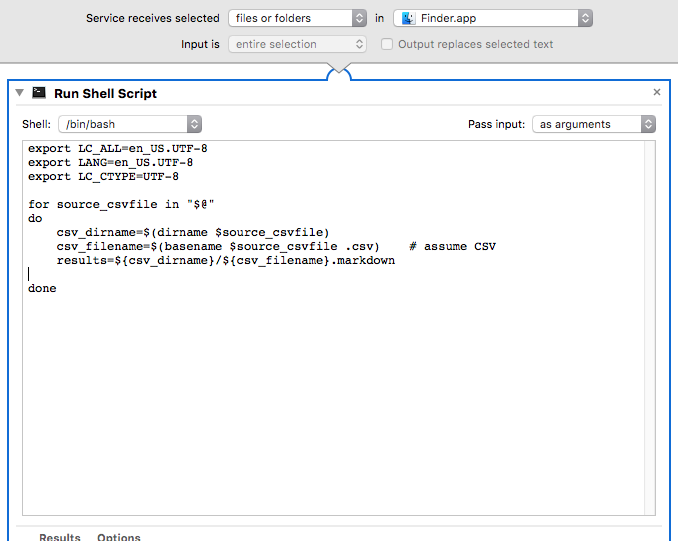 Service receives selected files or folders in Finder.app
Input is entire selection Output replaces selected text
Run Shell Script
Shell: /bin/bash Pass input: as arguments
export LC_ALL=en_US.UTF-8
export LANG=en_US.UTF-8
export LC_CTYPE=UTF-8
for source_csvfile in "$@"
do
csv_dirname=$(dirname $source_csvfile)
csv_filename=$(basename $source_csvfile .csv) # assume CSV
results=${csv_dirname}/${csv_filename}.markdown
done
Results Options